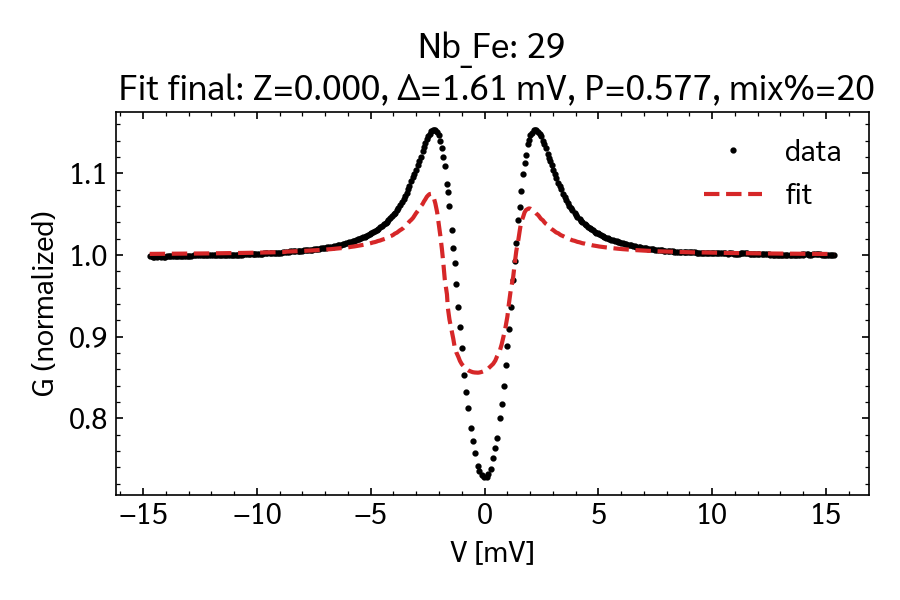 Nb_Fe: 29
Fit final: Z=0.000, Δ=1.61 mV, P=0.577, mix%=20
data
fit
1.1
1.0
0.9
0.8
G (normalized)
−15
−10
−5
0
5
10
15
V [mV]